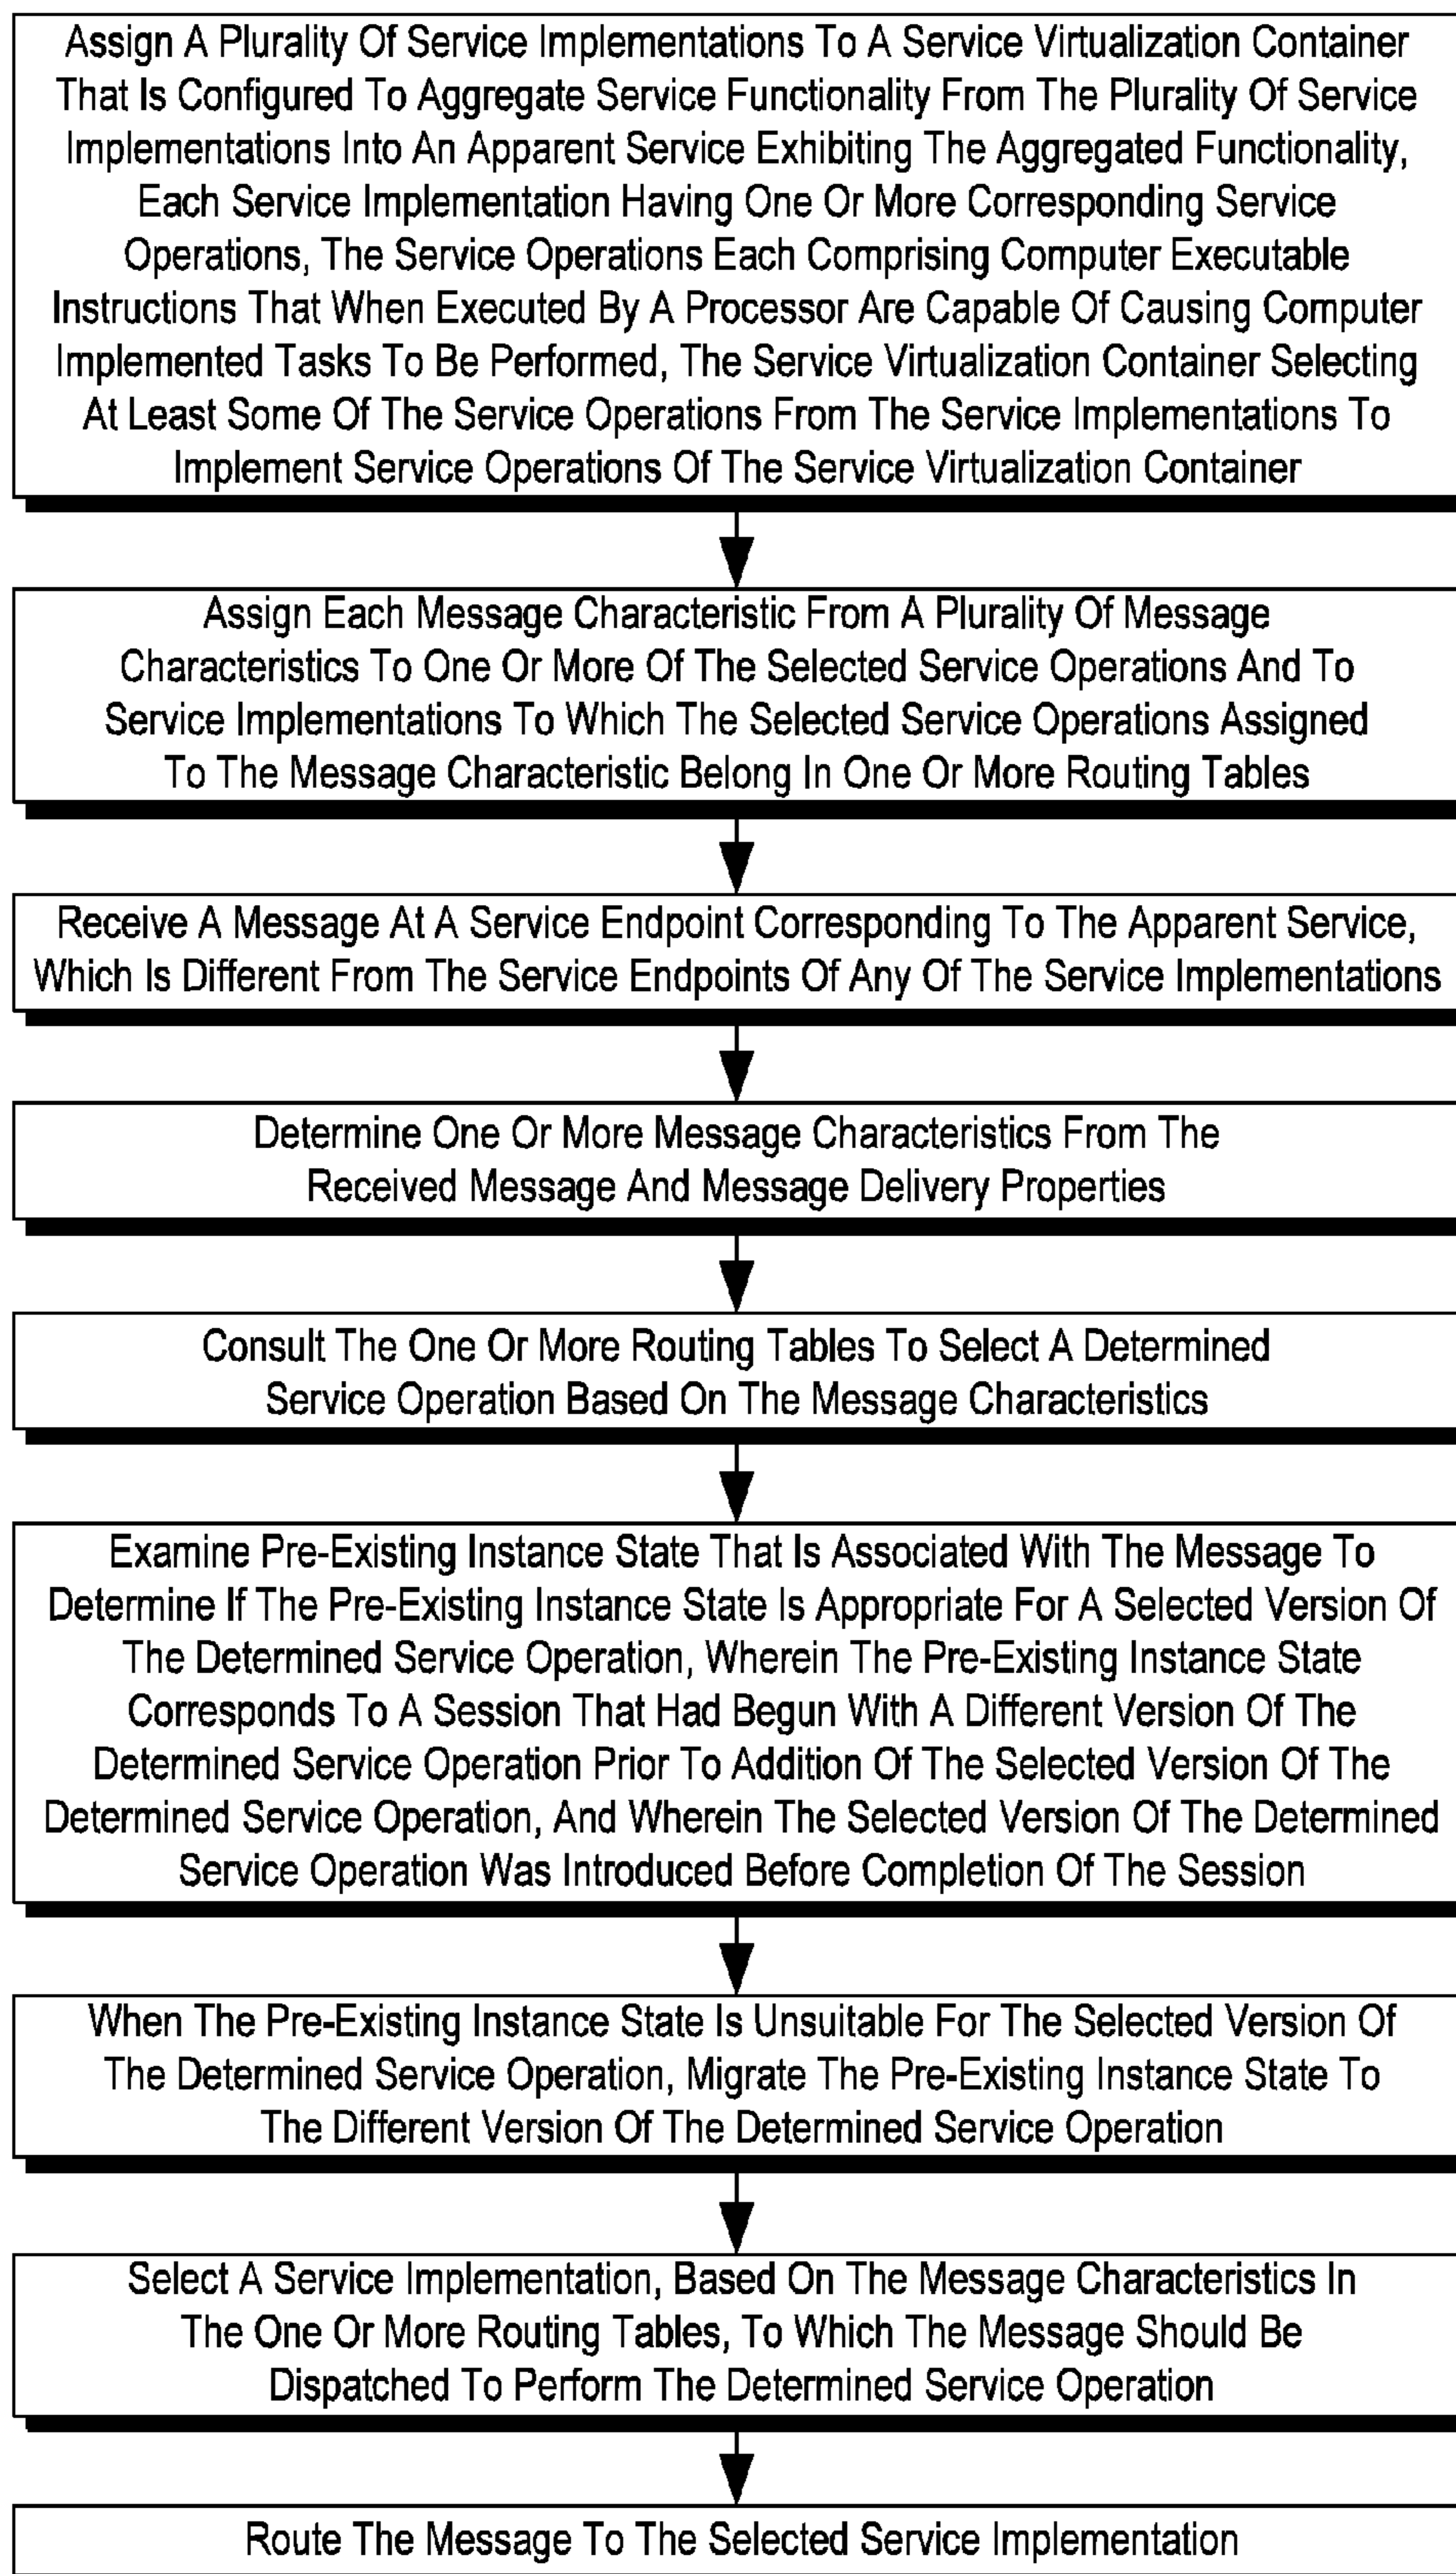 Assign A Plurality Of Service Implementations To A Service Virtualization Container
That Is Configured To Aggregate Service Functionality From The Plurality Of Service
Implementations Into An Apparent Service Exhibiting The Aggregated Functionality,
Each Service Implementation Having One Or More Corresponding Service
Operations, The Service Operations Each Comprising Computer Executable
Instructions That When Executed By A Processor Are Capable Of Causing Computer
Implemented Tasks To Be Performed, The Service Virtualization Container Selecting
At Least Some Of The Service Operations From The Service Implementations To
Implement Service Operations Of The Service Virtualization Container
Assign Each Message Characteristic From A Plurality Of Message
Characteristics To One Or More Of The Selected Service Operations And To
Service Implementations To Which The Selected Service Operations Assigned
To The Message Characteristic Belong In One Or More Routing Tables
Receive A Message At A Service Endpoint Corresponding To The Apparent Service,
Which Is Different From The Service Endpoints Of Any Of The Service Implementations
Determine One Or More Message Characteristics From The
Received Message And Message Delivery Properties
Consult The One Or More Routing Tables To Select A Determined
Service Operation Based On The Message Characteristics
Examine Pre-Existing Instance State That Is Associated With The Message To
Determine If The Pre-Existing Instance State Is Appropriate For A Selected Version Of
The Determined Service Operation, Wherein The Pre-Existing Instance State
Corresponds To A Session That Had Begun With A Different Version Of The
Determined Service Operation Prior To Addition Of The Selected Version Of The
Determined Service Operation, And Wherein The Selected Version Of The Determined
Service Operation Was Introduced Before Completion Of The Session
When The Pre-Existing Instance State Is Unsuitable For The Selected Version Of
The Determined Service Operation, Migrate The Pre-Existing Instance State To
The Different Version Of The Determined Service Operation
Select A Service Implementation, Based On The Message Characteristics In
The One Or More Routing Tables, To Which The Message Should Be
Dispatched To Perform The Determined Service Operation
Route The Message To The Selected Service Implementation